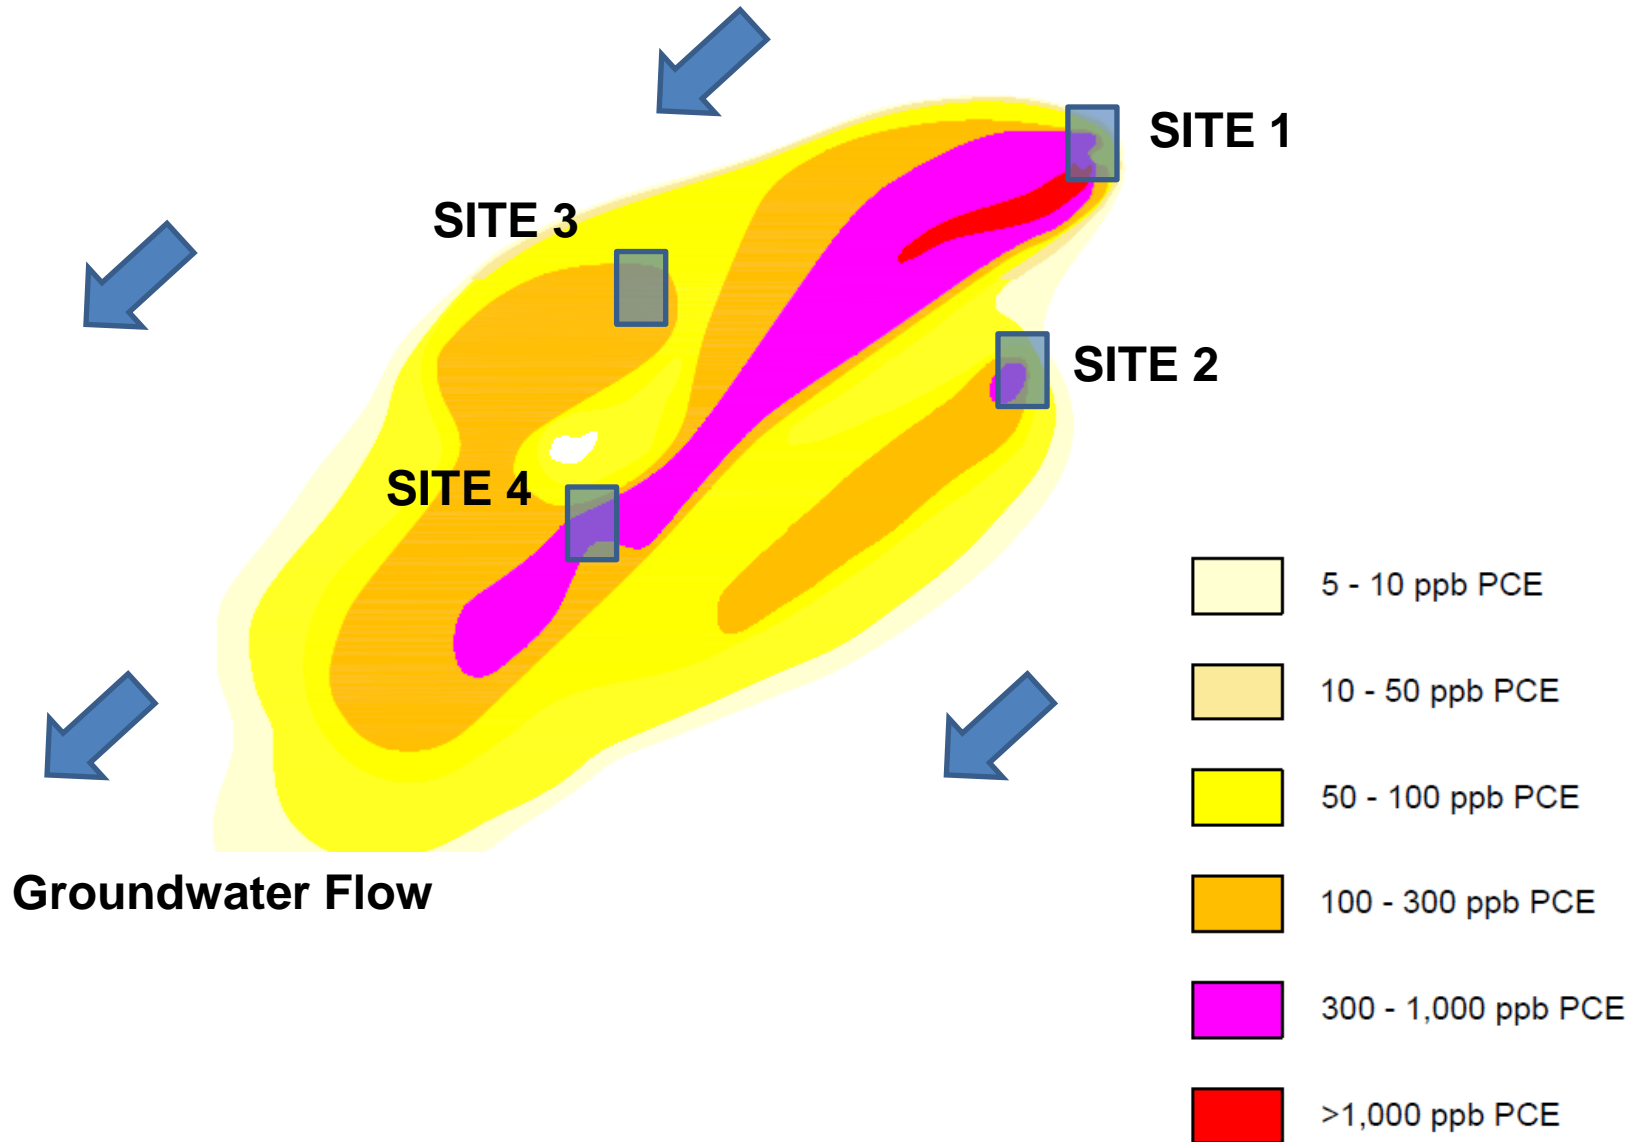 SITE 1
SITE 3
SITE 2
SITE 4
5 - 10 ppb PCE
10 - 50 ppb PCE
50 - 100 ppb PCE
Groundwater Flow
100 - 300 ppb PCE
300 - 1,000 ppb PCE
>1,000 ppb PCE